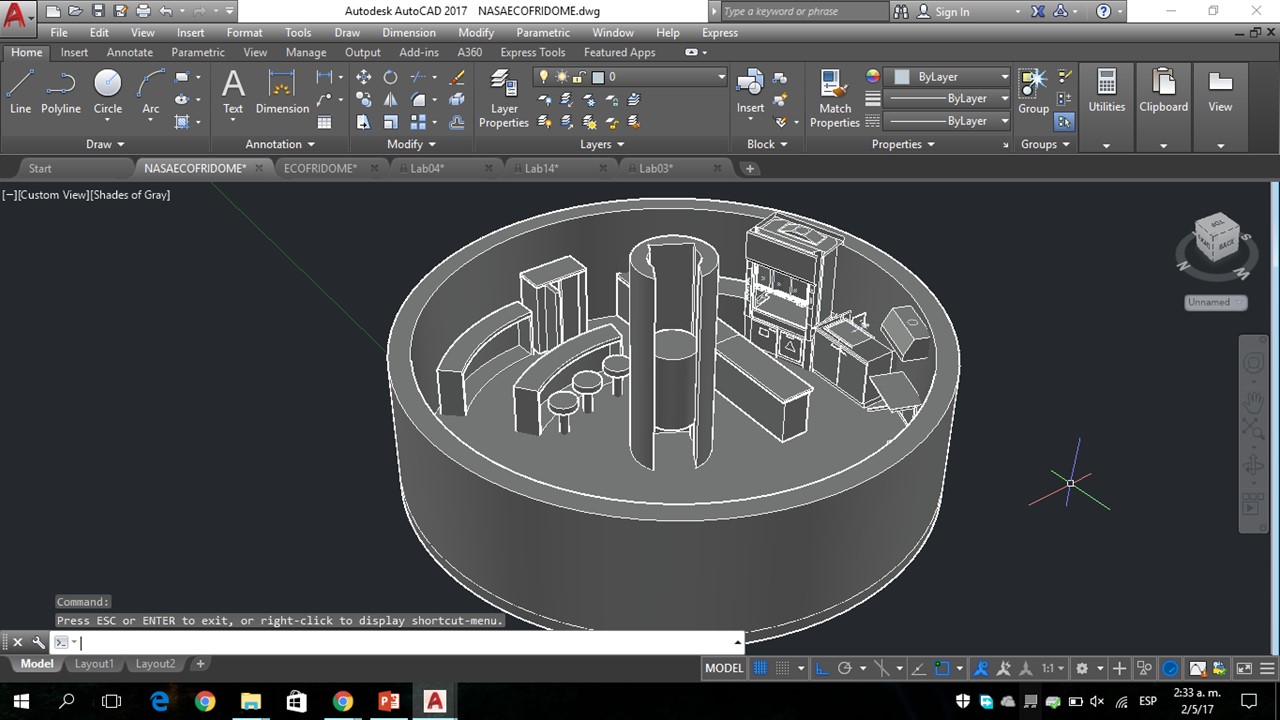 Autodesk AutoCAD 2017 NASAECOFRIDOME.dwg
Type a keyword or phrase
Sign In
File Edit View Insert Format Tools Draw Dimension Modify Parametric Window Help Express
Home Insert Annotate Parametric View Manage Output Add-ins A360 Express Tools Featured Apps
Line Polyline Circle Arc
Draw
Text Dimension
Annotation
Modify
Layer Properties
0
Layers
Insert
Block
Match Properties
ByLayer
ByLayer
ByLayer
Properties
Group
Groups
Utilities
Clipboard
View
Start NASAECOFRIDOME* ECOFRIDOME* Lab04* Lab14* Lab03*
[−][Custom View][Shades of Gray]
TOP
BACK
N
S
W
Unnamed
Command:
Press ESC or ENTER to exit, or right-click to display shortcut-menu.
Model Layout1 Layout2
MODEL
1:1
ESP
2:33 a. m.
2/5/17